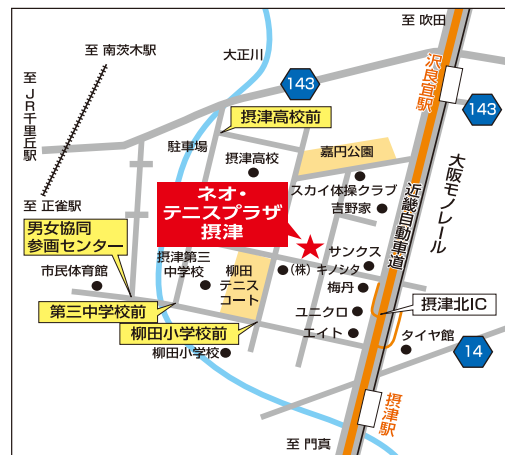 至 吹田
大正川
至 南茨木駅
沢良宜駅
至 JR千里丘駅
143
143
摂津高校前
駐車場
摂津高校
嘉円公園
大阪モノレール
スカイ体操クラブ
近畿自動車道
吉野家
至 正雀駅
ネオ・
テニスプラザ
摂津
男女協同
参画センター
サンクス
摂津第三
中学校
柳田
テニス
コート
(株) キノシタ
市民体育館
梅丹
摂津北IC
第三中学校前
ユニクロ
柳田小学校前
エイト
タイヤ館
14
柳田小学校
摂津駅
至 門真